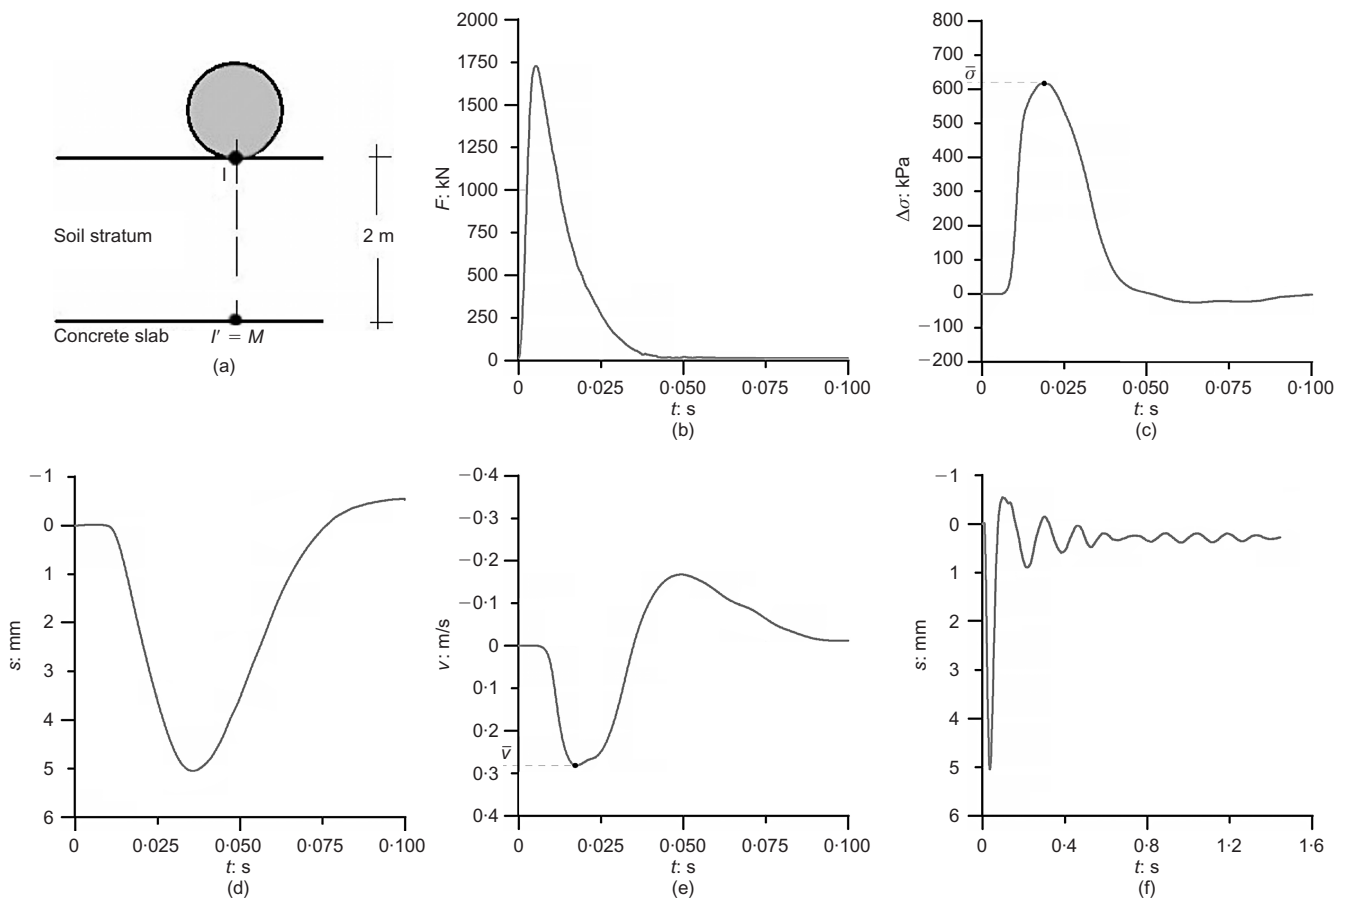 I
Soil stratum
2 m
Concrete slab
I′ = M
(a)
2000
1750
1500
1250
1000
750
500
250
0
F: kN
0 0·025 0·050 0·075 0·100
t: s
(b)
800
700
σ̅
600
500
400
300
200
100
0
−100
−200
Δσ: kPa
0 0·025 0·050 0·075 0·100
t: s
(c)
−1
0
1
2
3
4
5
6
s: mm
0 0·025 0·050 0·075 0·100
t: s
(d)
−0·4
−0·3
−0·2
−0·1
0
0·1
0·2
v̅
0·3
0·4
v: m/s
0 0·025 0·050 0·075 0·100
t: s
(e)
−1
0
1
2
3
4
5
6
s: mm
0 0·4 0·8 1·2 1·6
t: s
(f)